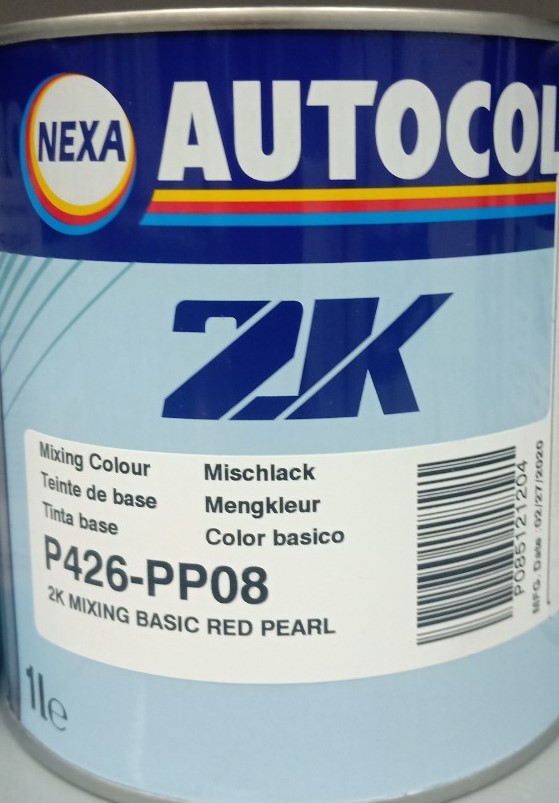 NEXA
AUTOCOL
2K
Mixing Colour
Teinte de base
Tinta base
Mischlack
Mengkleur
Color basico
P426-PP08
2K MIXING BASIC RED PEARL
P085121204
MFG. Date :02/27/2020
1le